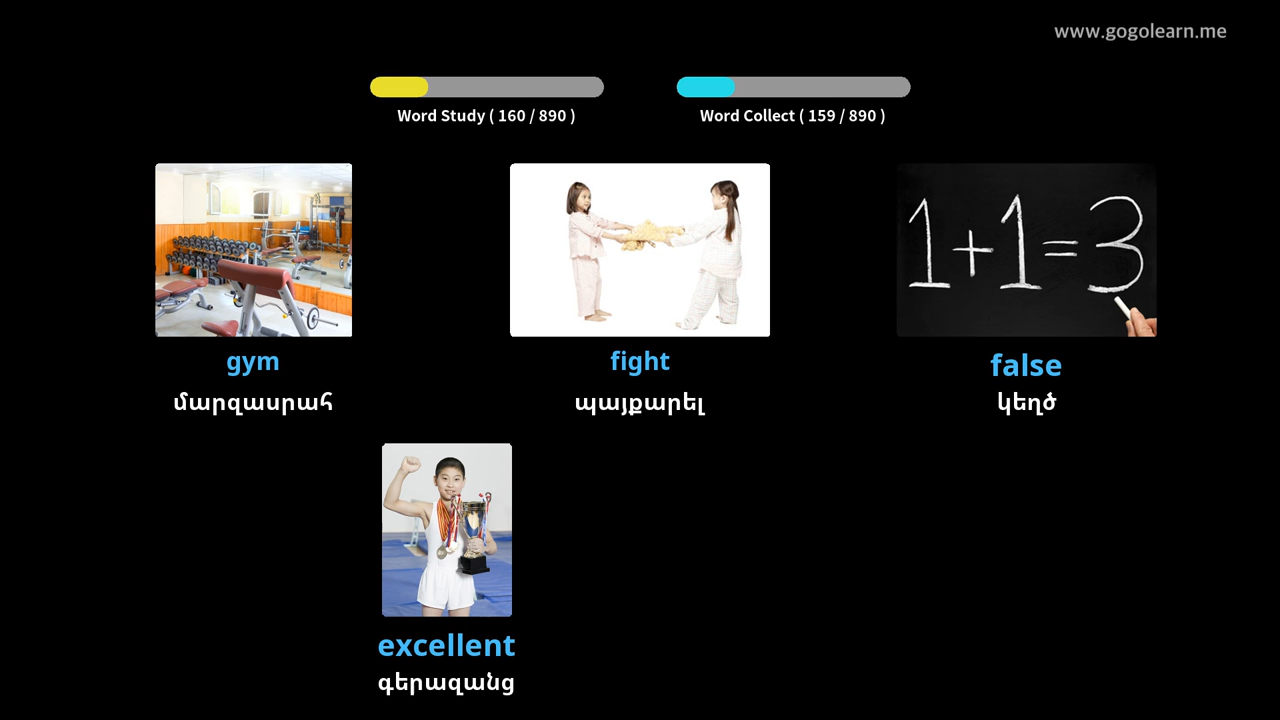 www.gogolearn.me
Word Study ( 160 / 890 )
Word Collect ( 159 / 890 )
1+1=3
gym
fight
false
մարզասրահ
պայքարել
կեղծ
excellent
գերազանց